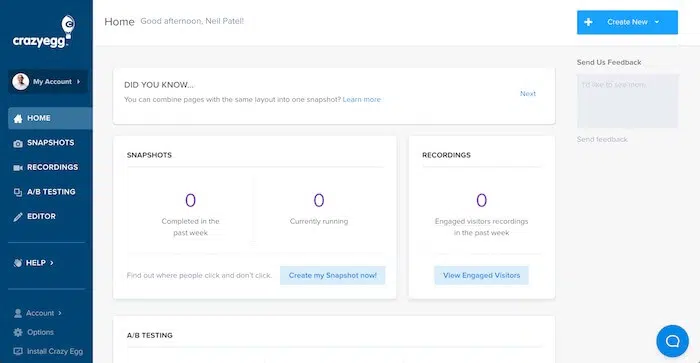 crazyegg
My Account >
HOME
SNAPSHOTS
RECORDINGS
A/B TESTING
EDITOR
HELP >
Account >
Options
Install Crazy Egg
Home Good afternoon, Neil Patel!
Create New
DID YOU KNOW...
You can combine pages with the same layout into one snapshot? Learn more
Next
SNAPSHOTS
0
Completed in the
past week
0
Currently running
Find out where people click and don't click.
Create my Snapshot now!
RECORDINGS
0
Engaged visitors recordings
in the past week
View Engaged Visitors
A/B TESTING
Send Us Feedback
I'd like to see more
Send feedback